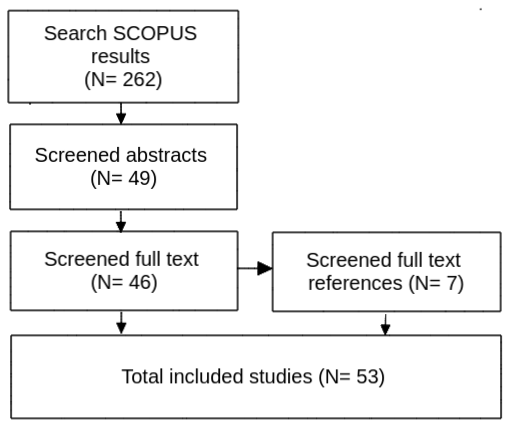 Search SCOPUS
results
(N= 262)
Screened abstracts
(N= 49)
Screened full text
(N= 46)
Screened full text
references (N= 7)
Total included studies (N= 53)